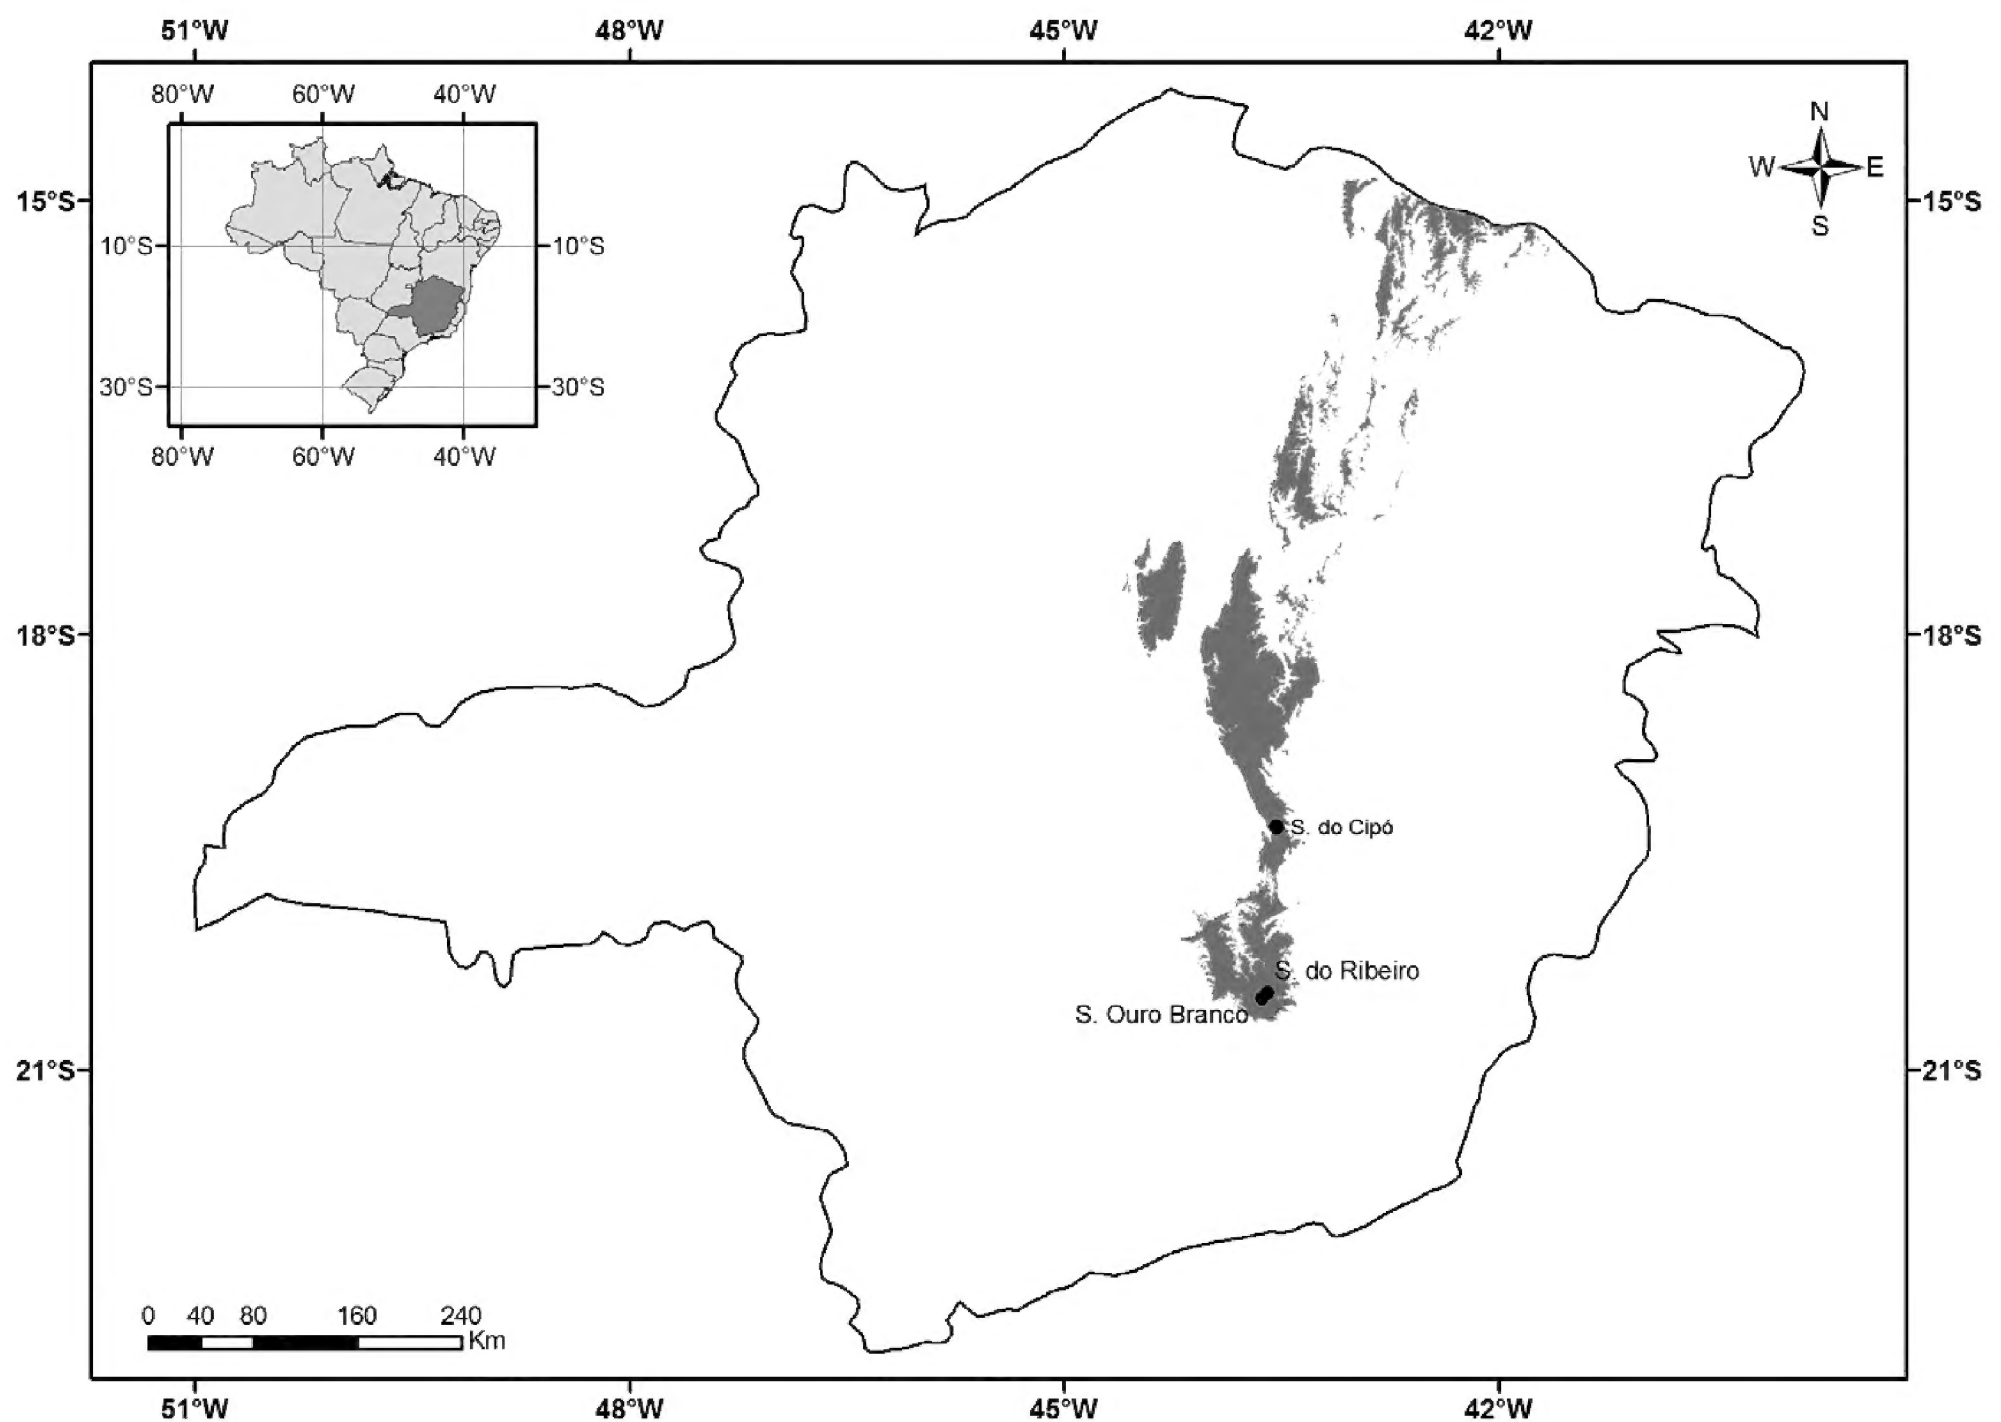 51°W 48°W 45°W 42°W
80°W 60°W 40°W
N
W E
S
15°S 15°S
10°S 10°S
30°S 30°S
80°W 60°W 40°W
18°S 18°S
S. do Cipó
S. do Ribeiro
S. Ouro Branco
21°S 21°S
0 40 80 160 240
Km
51°W 48°W 45°W 42°W